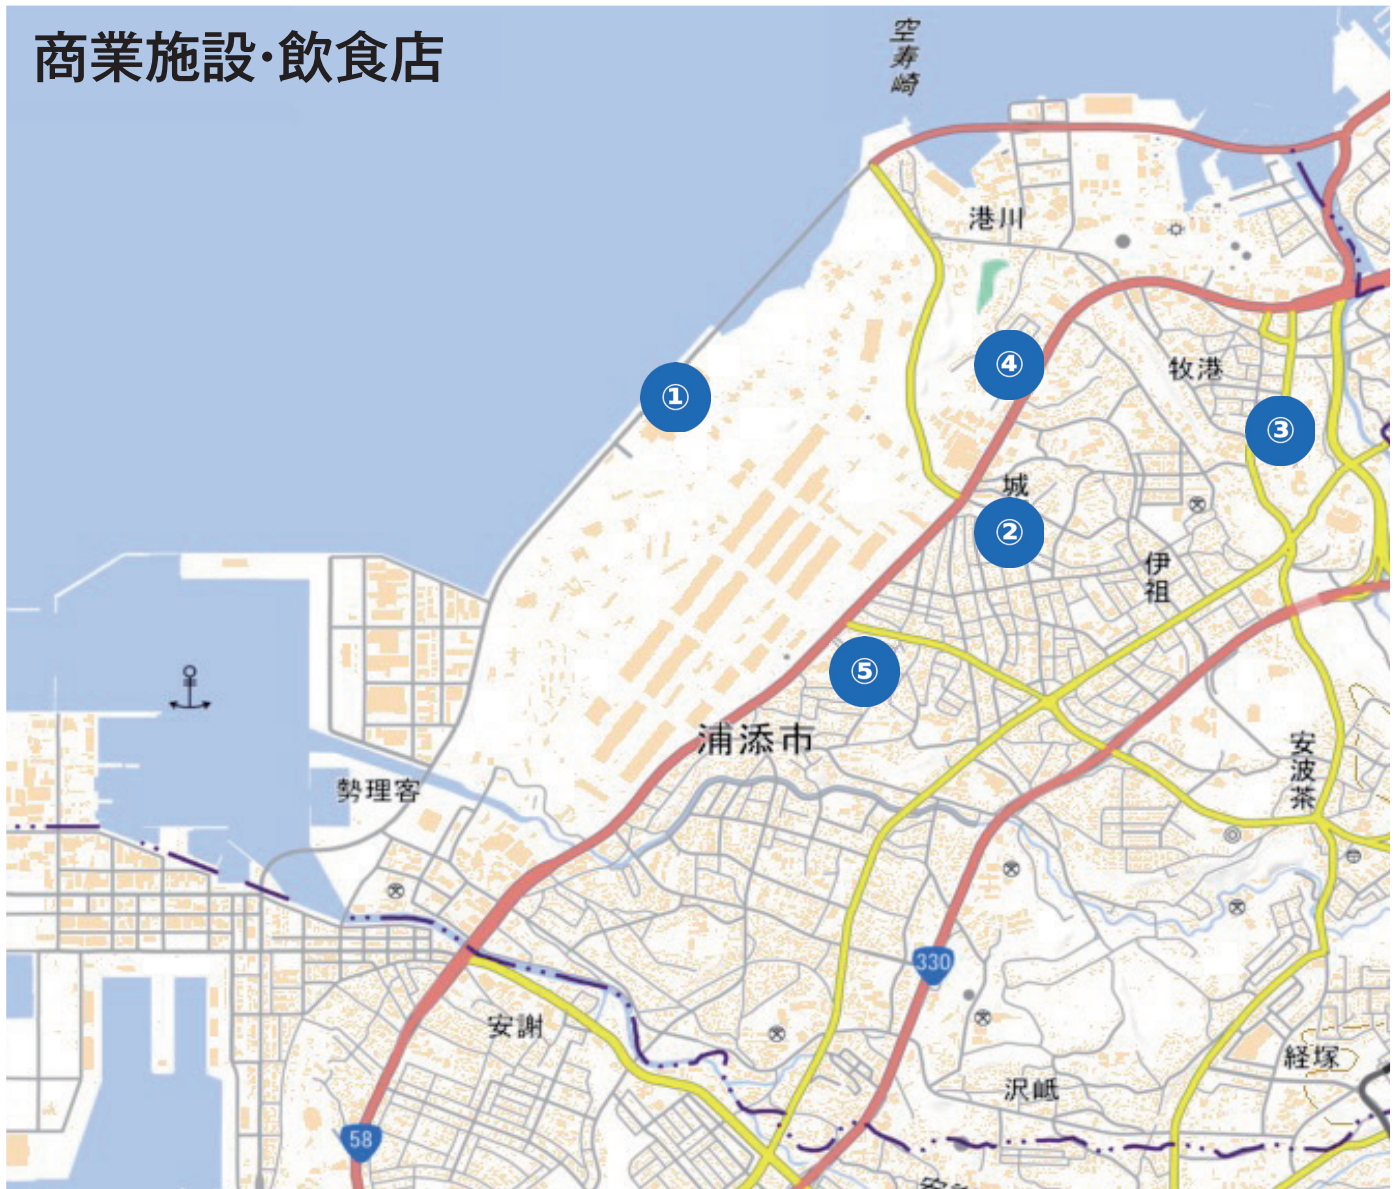 商業施設・飲食店
空寿崎
港川
④
牧港
①
③
城
②
伊祖
⑤
浦添市
安波茶
勢理客
330
安謝
経塚
沢岻
58